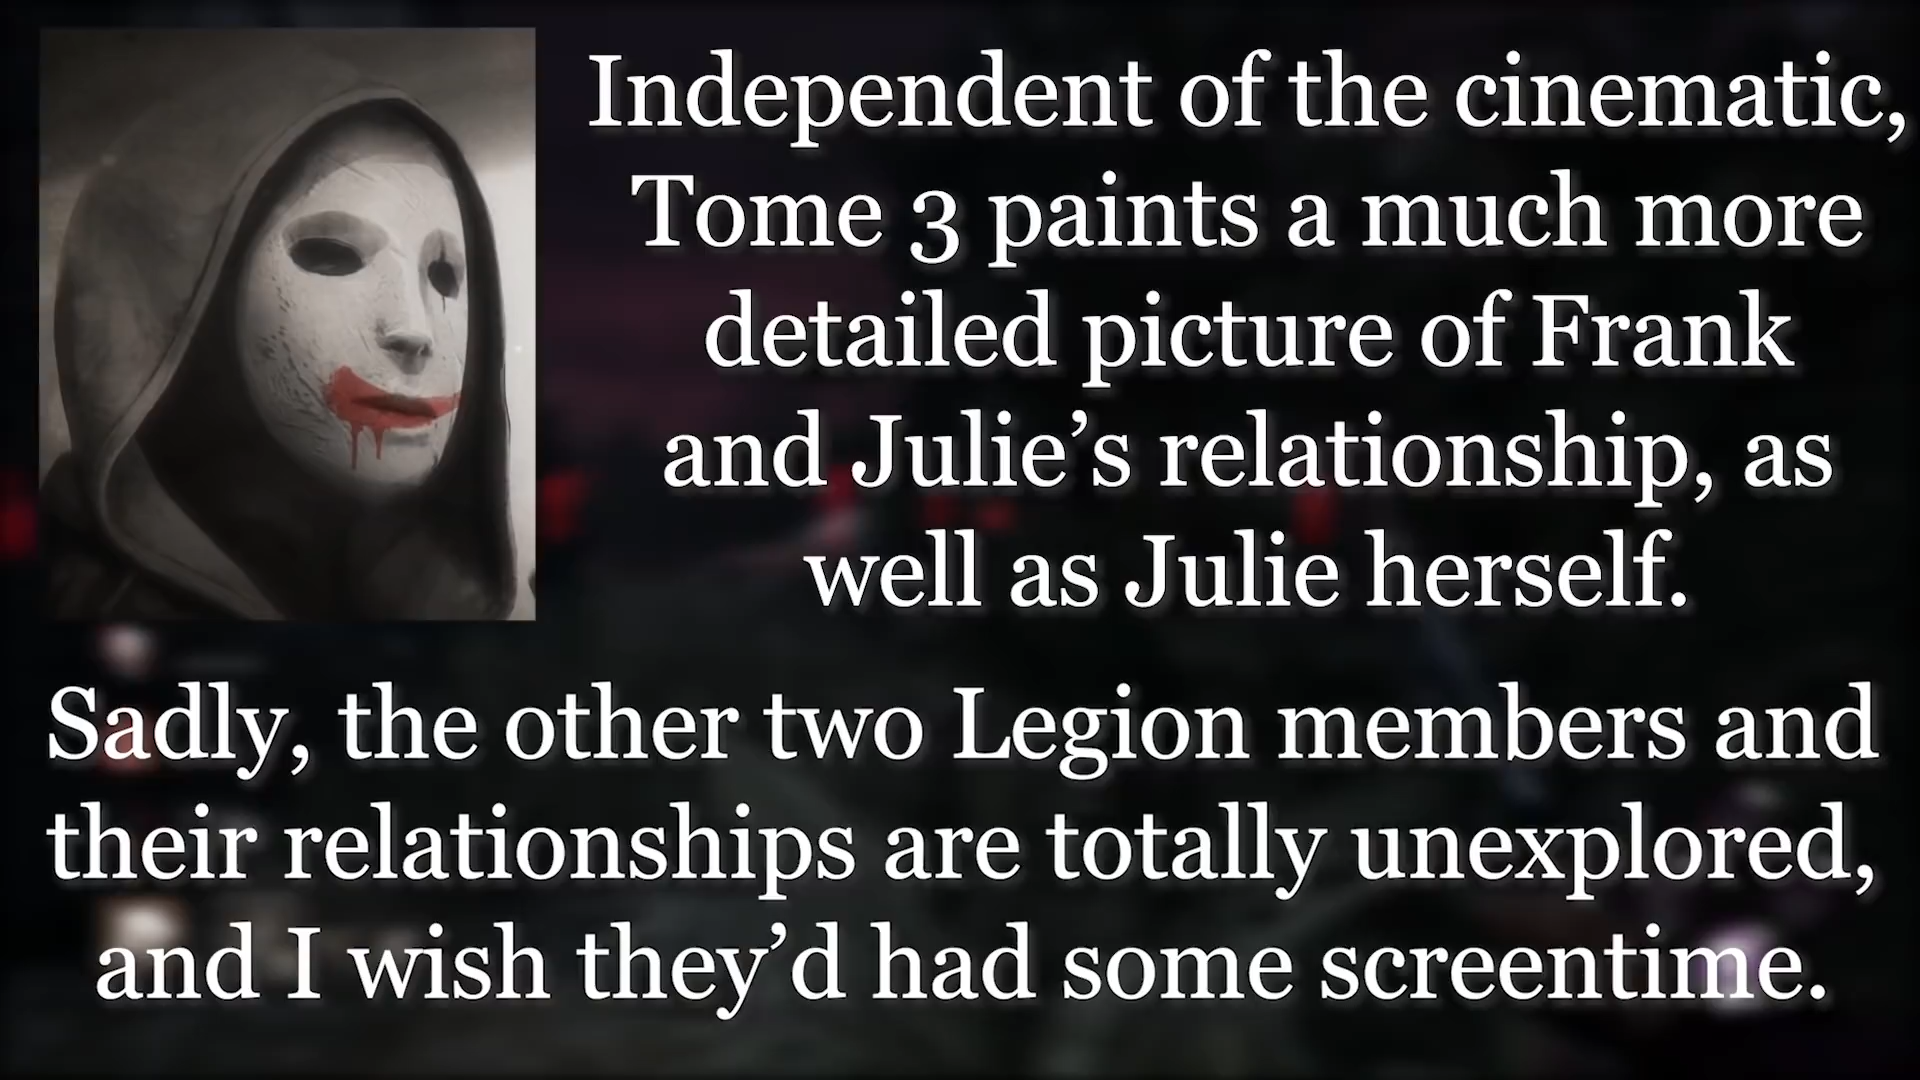 Independent of the cinematic,
Tome 3 paints a much more
detailed picture of Frank
and Julie’s relationship, as
well as Julie herself.
Sadly, the other two Legion members and
their relationships are totally unexplored,
and I wish they’d had some screentime.